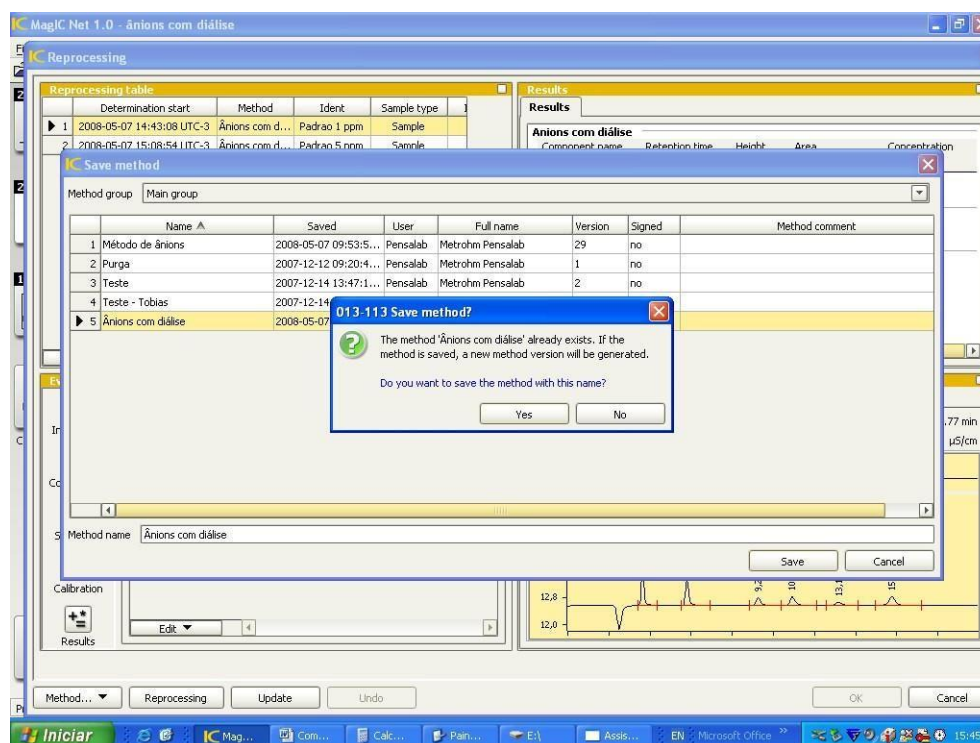 MagIC Net 1.0 - ânions com diálise
Reprocessing
Reprocessing table
Determination start Method Ident Sample type
1 2008-05-07 14:43:08 UTC-3 Ânions com d... Padrao 1 ppm Sample
2 2008-05-07 15:08:54 UTC-3 Ânions com d... Padrao 5 ppm Sample
Results
Results
Anions com diálise
Component name Retention time Height Area Concentration
Save method
Method group Main group
Name Saved User Full name Version Signed Method comment
1 Método de ânions 2008-05-07 09:53:5... Pensalab Metrohm Pensalab 29 no
2 Purga 2007-12-12 09:20:4... Pensalab Metrohm Pensalab 1 no
3 Teste 2007-12-14 13:47:1... Pensalab Metrohm Pensalab 2 no
4 Teste - Tobias 2007-12-14
5 Ânions com diálise 2008-05-07
013-113 Save method?
The method 'Ânions com diálise' already exists. If the
method is saved, a new method version will be generated.
Do you want to save the method with this name?
Yes No
.77 min
µS/cm
Method name Ânions com diálise
Save Cancel
Calibration
Results
Edit
12,8
12,0
9,2
10
13,1
15
Method... Reprocessing Update Undo OK Cancel
Iniciar Mag... Com... Calc... Pain... E:\ Assis... EN Microsoft Office 15:45